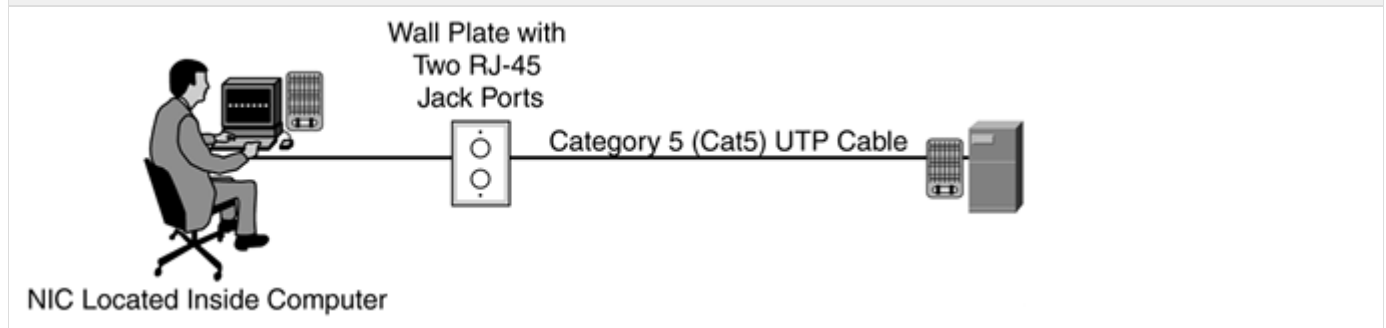 Wall Plate with
Two RJ-45
Jack Ports
Category 5 (Cat5) UTP Cable
NIC Located Inside Computer